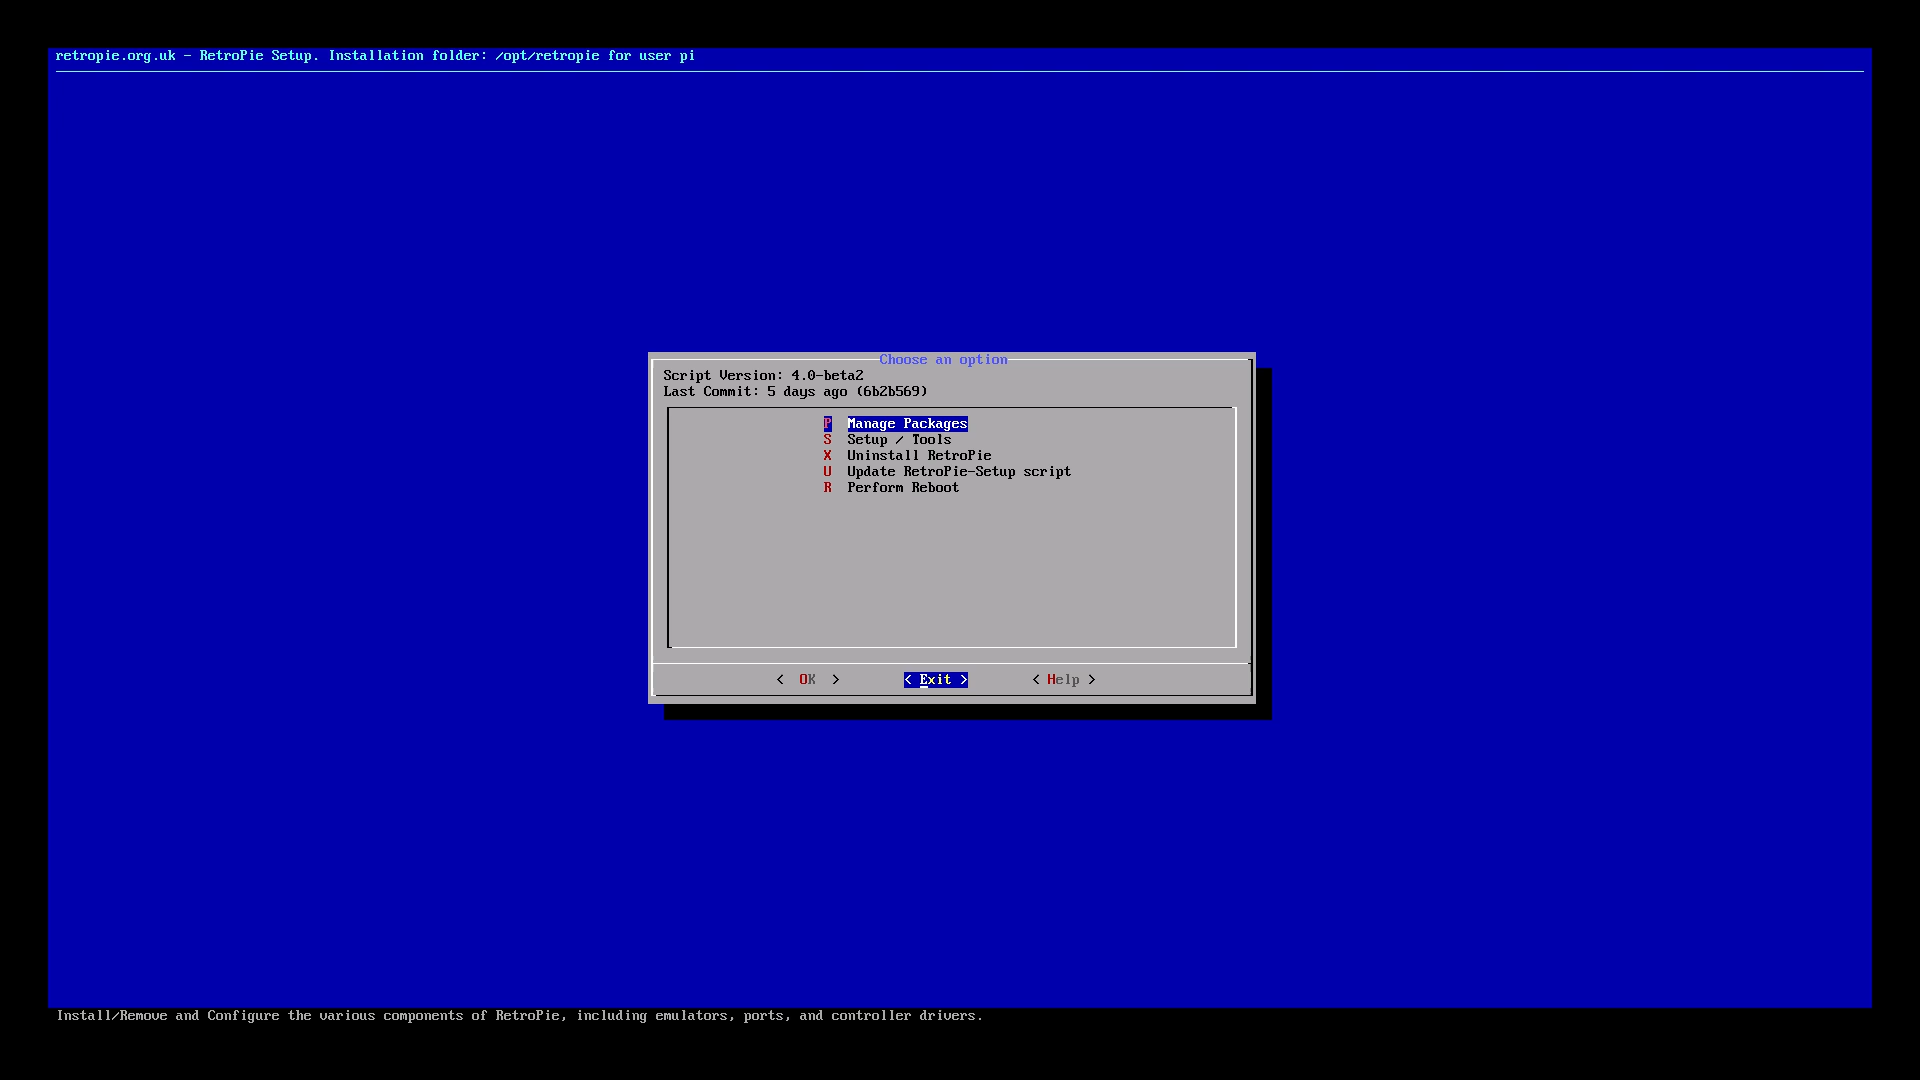 retropie.org.uk - RetroPie Setup. Installation folder: /opt/retropie for user pi
Choose an option
Script Version: 4.0-beta2
Last Commit: 5 days ago (6b2b569)
P Manage Packages
S Setup / Tools
X Uninstall RetroPie
U Update RetroPie-Setup script
R Perform Reboot
< OK > < Exit > < Help >
Install/Remove and Configure the various components of RetroPie, including emulators, ports, and controller drivers.